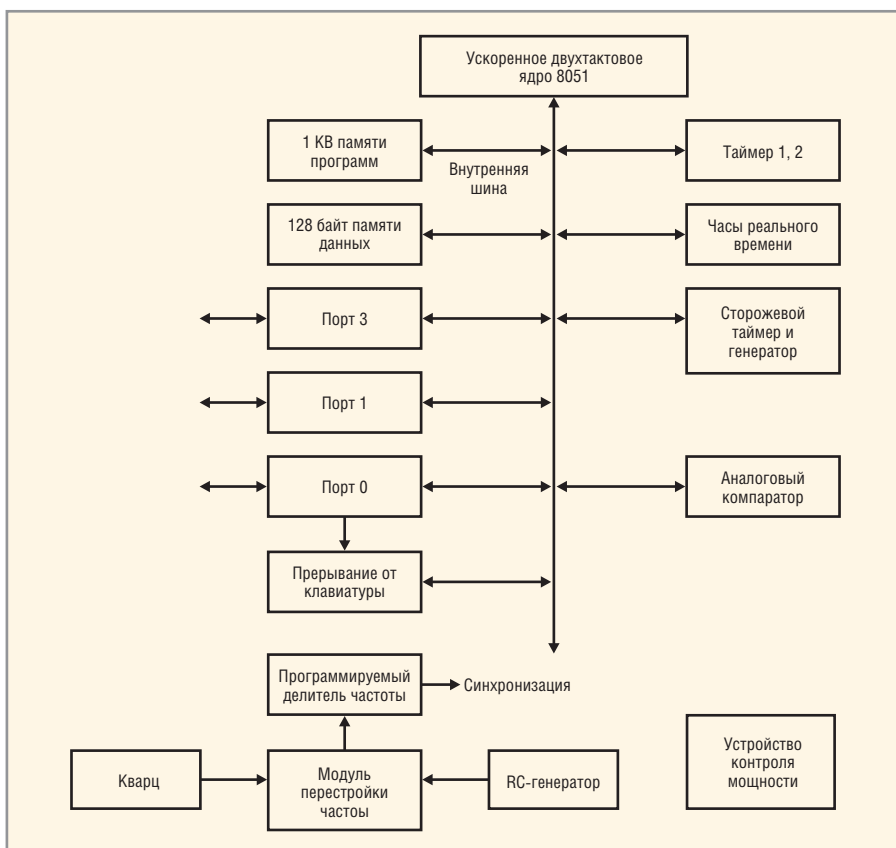 Ускоренное двухтактовое
ядро 8051
1 КВ памяти
программ
Внутренняя
шина
Таймер 1, 2
128 байт памяти
данных
Часы реального
времени
Порт 3
Сторожевой
таймер и
генератор
Порт 1
Порт 0
Аналоговый
компаратор
Прерывание от
клавиатуры
Программируемый
делитель частоты
Синхронизация
Кварц
Модуль
перестройки
частоы
RC-генератор
Устройство
контроля
мощности